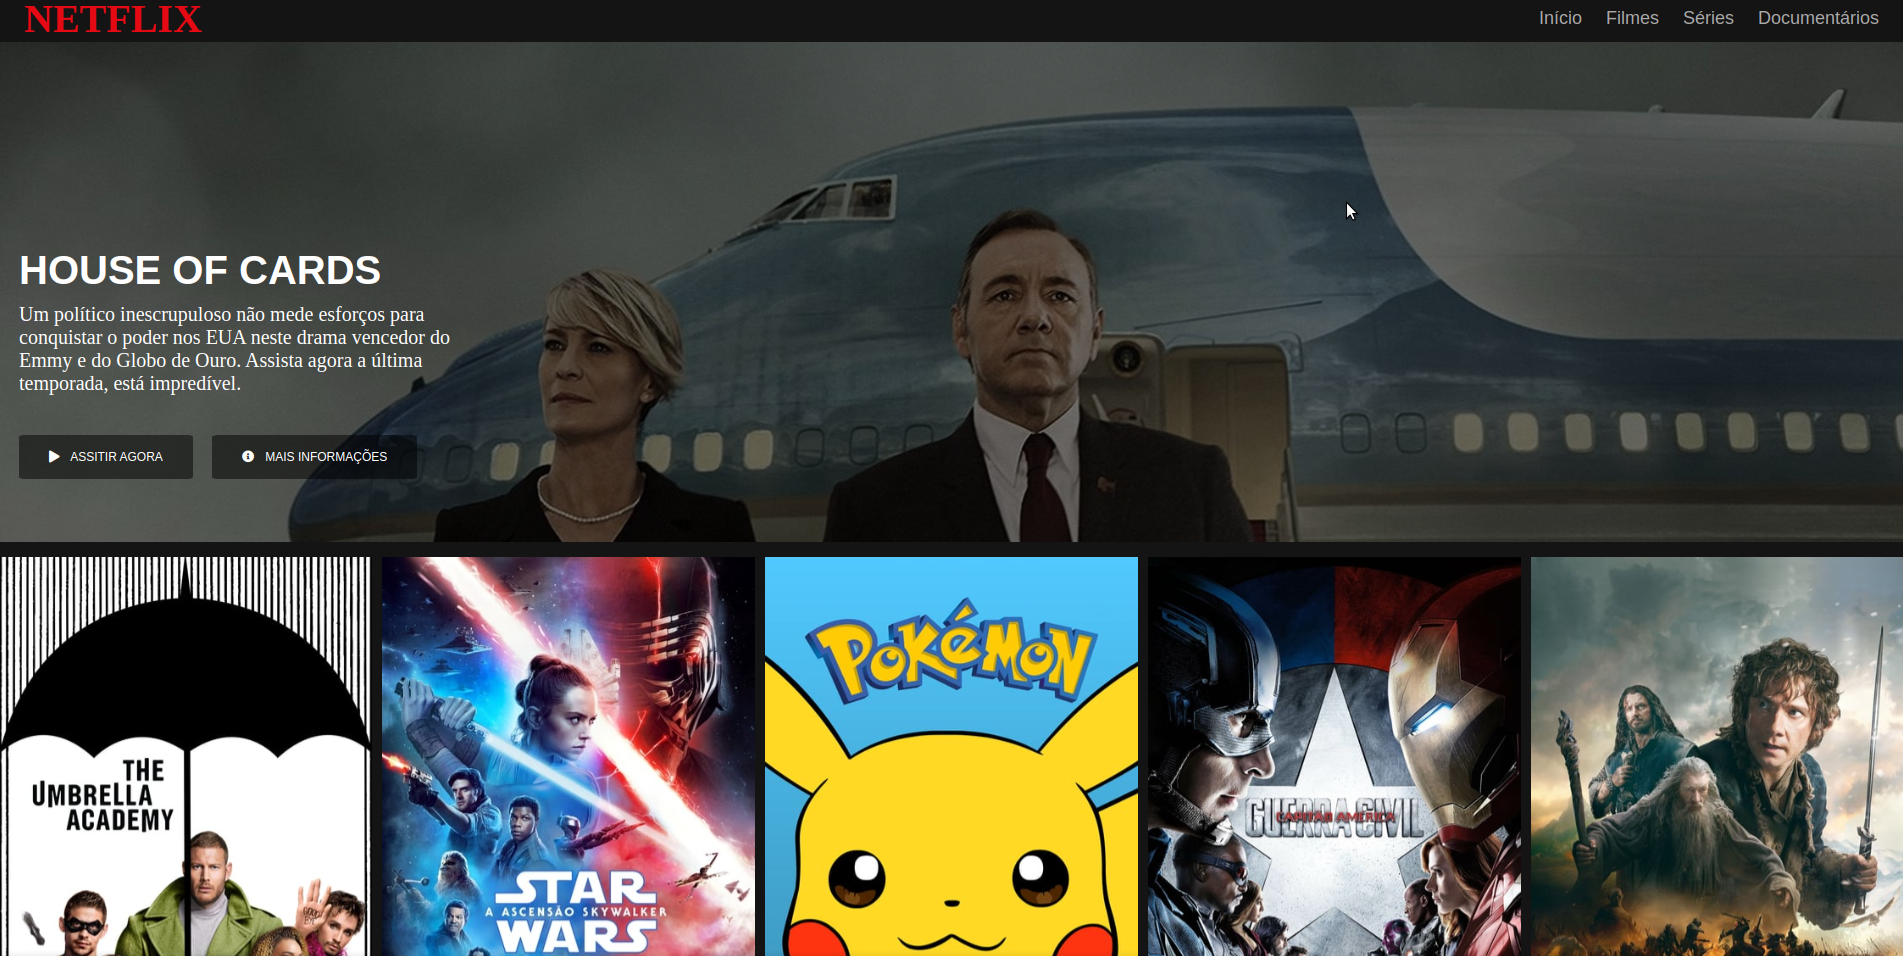 NETFLIX
Início Filmes Séries Documentários
HOUSE OF CARDS
Um político inescrupuloso não mede esforços para
conquistar o poder nos EUA neste drama vencedor do
Emmy e do Globo de Ouro. Assista agora a última
temporada, está impredível.
ASSITIR AGORA
MAIS INFORMAÇÕES
THE
UMBRELLA
ACADEMY
STAR
A ASCENSÃO SKYWALKER
WARS
POKÉMON
GUERRA CIVIL
CAPITÃO AMÉRICA